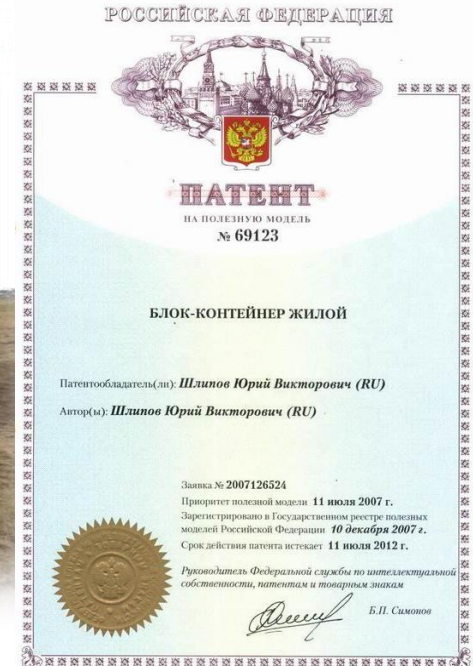 РОССИЙСКАЯ ФЕДЕРАЦИЯ
ПАТЕНТ
НА ПОЛЕЗНУЮ МОДЕЛЬ
№ 69123
БЛОК-КОНТЕЙНЕР ЖИЛОЙ
Патентообладатель(ли): Шлипов Юрий Викторович (RU)
Автор(ы): Шлипов Юрий Викторович (RU)
Заявка № 2007126524
Приоритет полезной модели 11 июля 2007 г.
Зарегистрировано в Государственном реестре полезных
моделей Российской Федерации 10 декабря 2007 г.
Срок действия патента истекает 11 июля 2012 г.
Руководитель Федеральной службы по интеллектуальной
собственности, патентам и товарным знакам
Б.П. Симонов